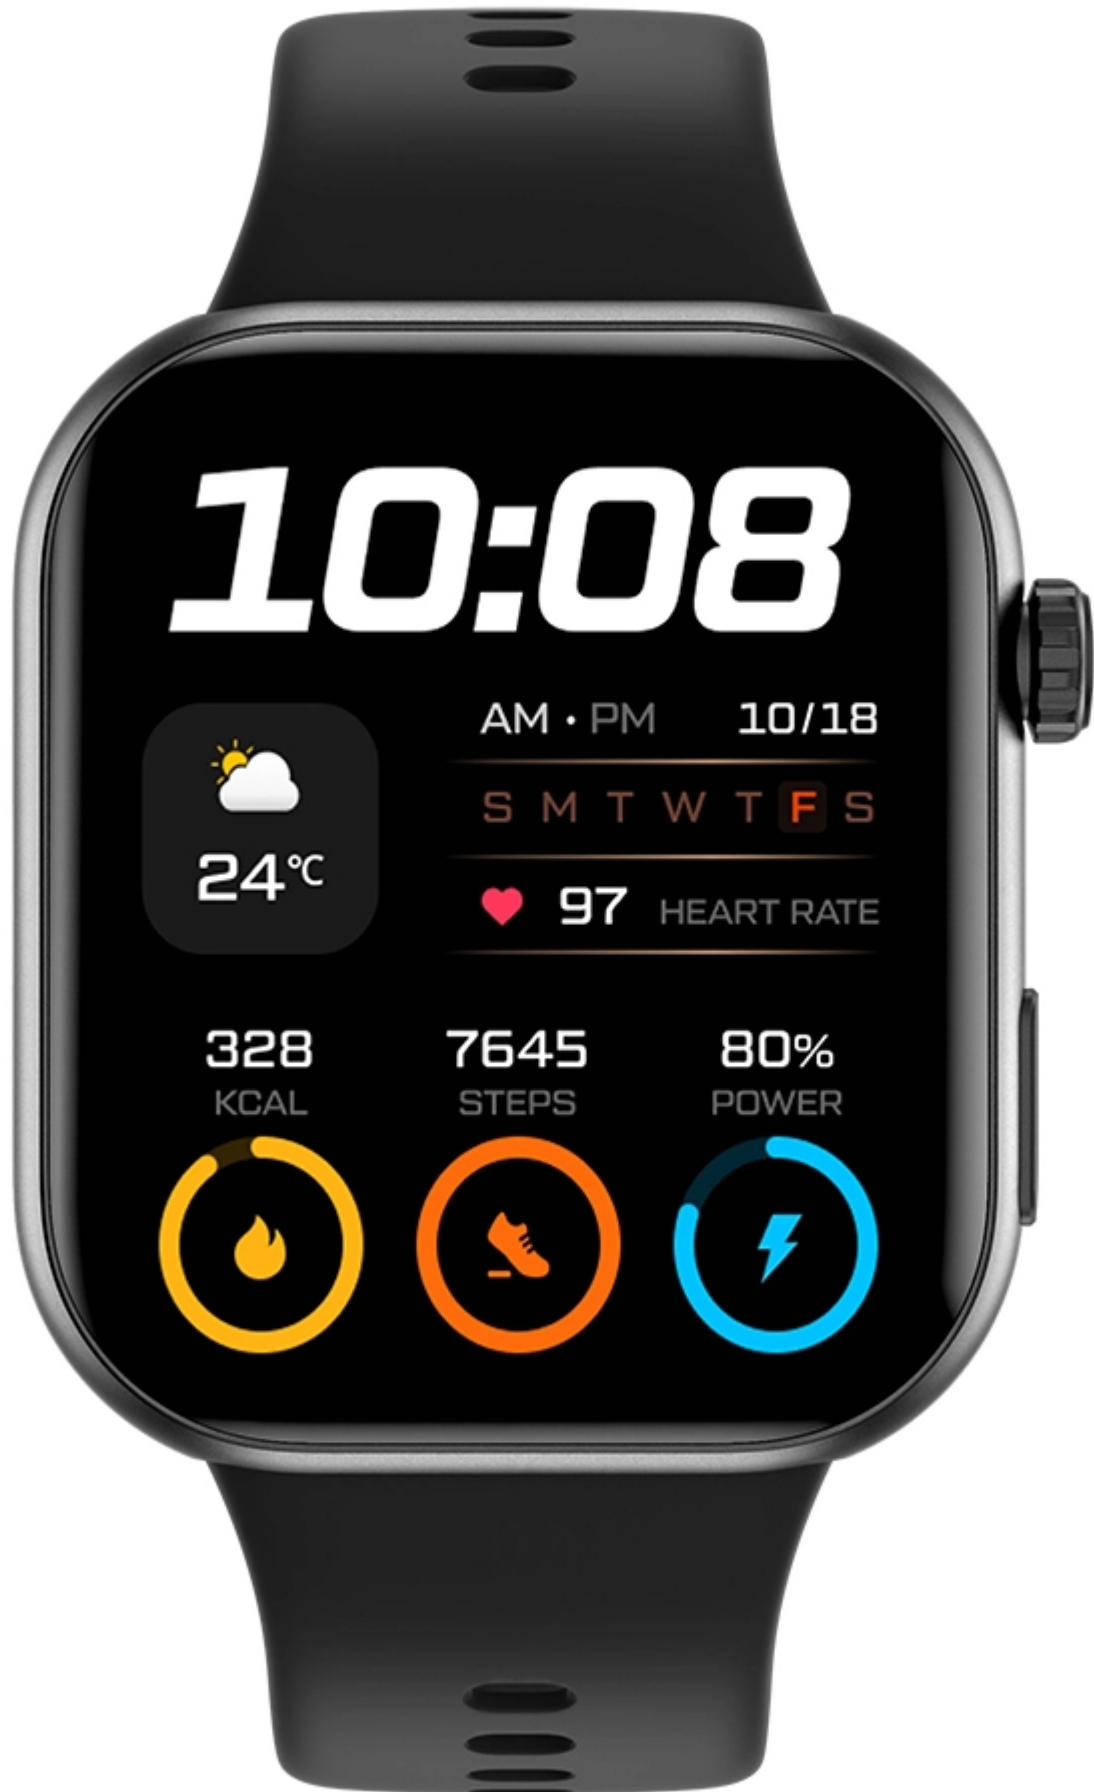 10:08
AM • PM 10/18
S M T W T F S
24°C
97 HEART RATE
328 7645 80%
KCAL STEPS POWER